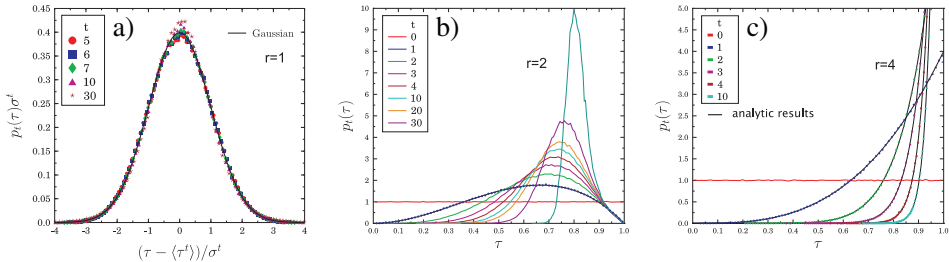 a)
t
5
6
7
10
30
Gaussian
r=1
p_t(τ)σ^t
0.45
0.40
0.35
0.30
0.25
0.20
0.15
0.10
0.05
0.00
−4 −3 −2 −1 0 1 2 3 4
(τ − ⟨τ^t⟩)/σ^t
b)
t
0
1
2
3
4
10
20
30
r=2
p_t(τ)
10
9
8
7
6
5
4
3
2
1
0
0.0 0.1 0.2 0.3 0.4 0.5 0.6 0.7 0.8 0.9 1.0
τ
c)
t
0
1
2
3
4
10
analytic results
r=4
p_t(τ)
5.0
4.5
4.0
3.5
3.0
2.5
2.0
1.5
1.0
0.5
0.0
0.0 0.1 0.2 0.3 0.4 0.5 0.6 0.7 0.8 0.9 1.0
τ